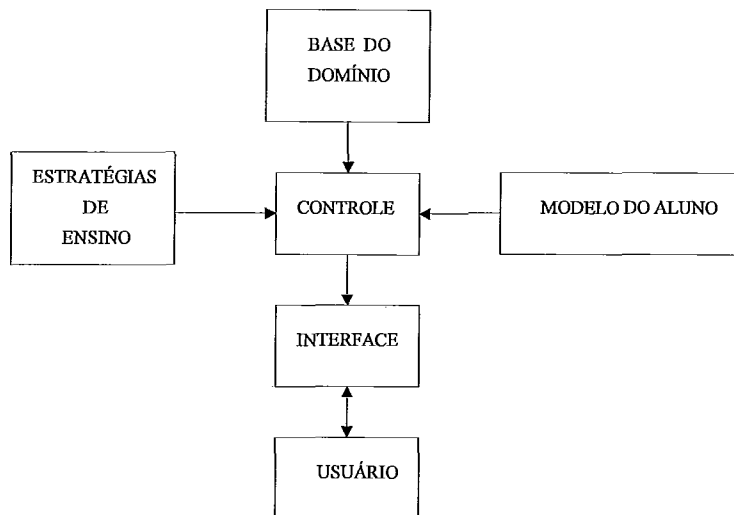 BASE DO
DOMÍNIO
ESTRATÉGIAS
DE
ENSINO
CONTROLE
MODELO DO ALUNO
INTERFACE
USUÁRIO